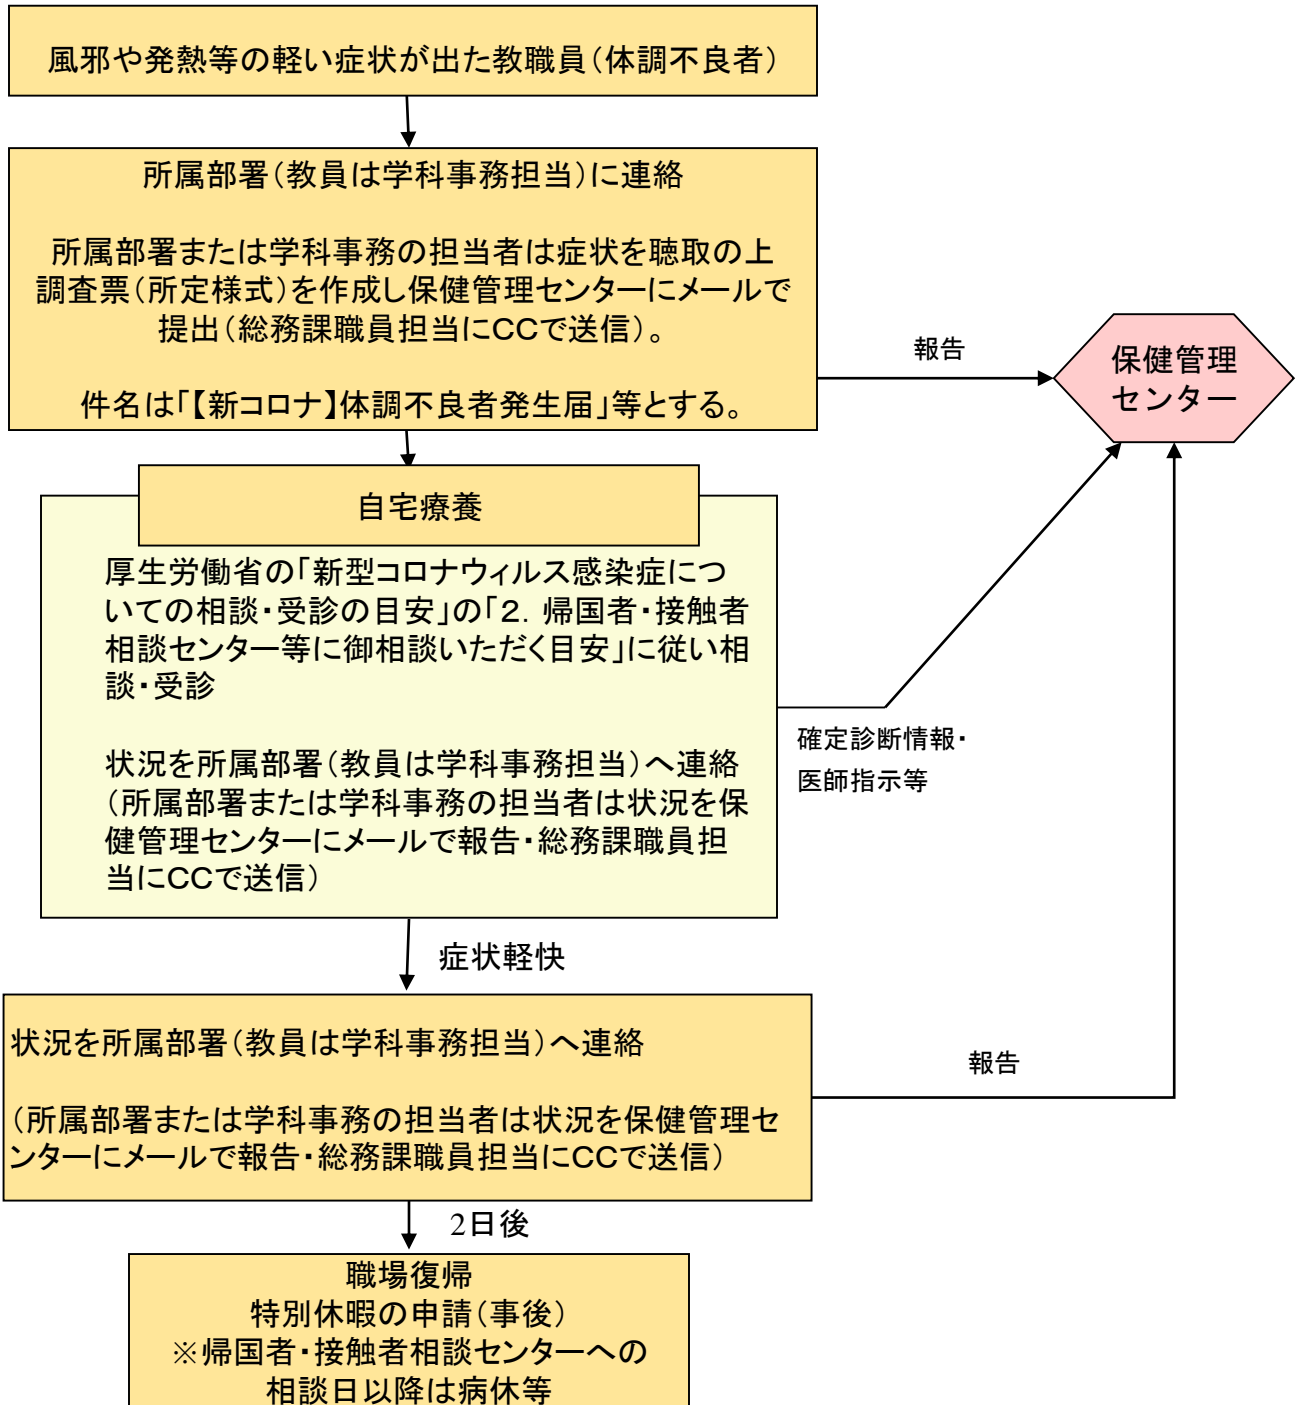 風邪や発熱等の軽い症状が出た教職員（体調不良者）
所属部署（教員は学科事務担当）に連絡
所属部署または学科事務の担当者は症状を聴取の上
調査票（所定様式）を作成し保健管理センターにメールで
提出（総務課職員担当にＣＣで送信）。
件名は「【新コロナ】体調不良者発生届」等とする。
報告
保健管理
センター
自宅療養
厚生労働省の「新型コロナウィルス感染症につ
いての相談・受診の目安」の「２．帰国者・接触者
相談センター等に御相談いただく目安」に従い相
談・受診
状況を所属部署（教員は学科事務担当）へ連絡
（所属部署または学科事務の担当者は状況を保
健管理センターにメールで報告・総務課職員担
当にＣＣで送信）
確定診断情報・
医師指示等
症状軽快
状況を所属部署（教員は学科事務担当）へ連絡
（所属部署または学科事務の担当者は状況を保健管理セ
ンターにメールで報告・総務課職員担当にＣＣで送信）
報告
2日後
職場復帰
特別休暇の申請（事後）
※帰国者・接触者相談センターへの
相談日以降は病休等